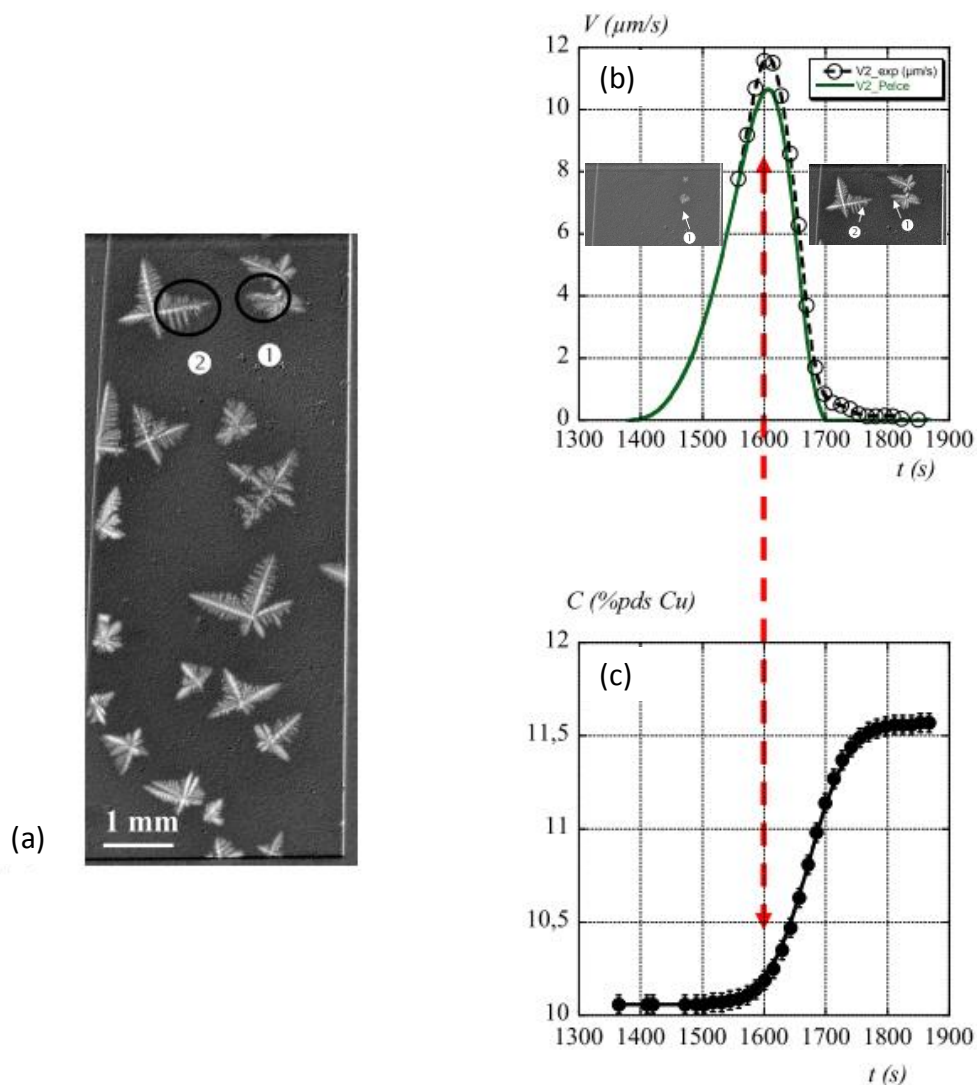 (a)
② ①
1 mm
V (µm/s)
(b)
V2_exp (µm/s)
V2_Pelce
12
10
8
6
4
2
0
① ② ①
1300 1400 1500 1600 1700 1800 1900
t (s)
C (%pds Cu)
(c)
12
11,5
11
10,5
10
1300 1400 1500 1600 1700 1800 1900
t (s)